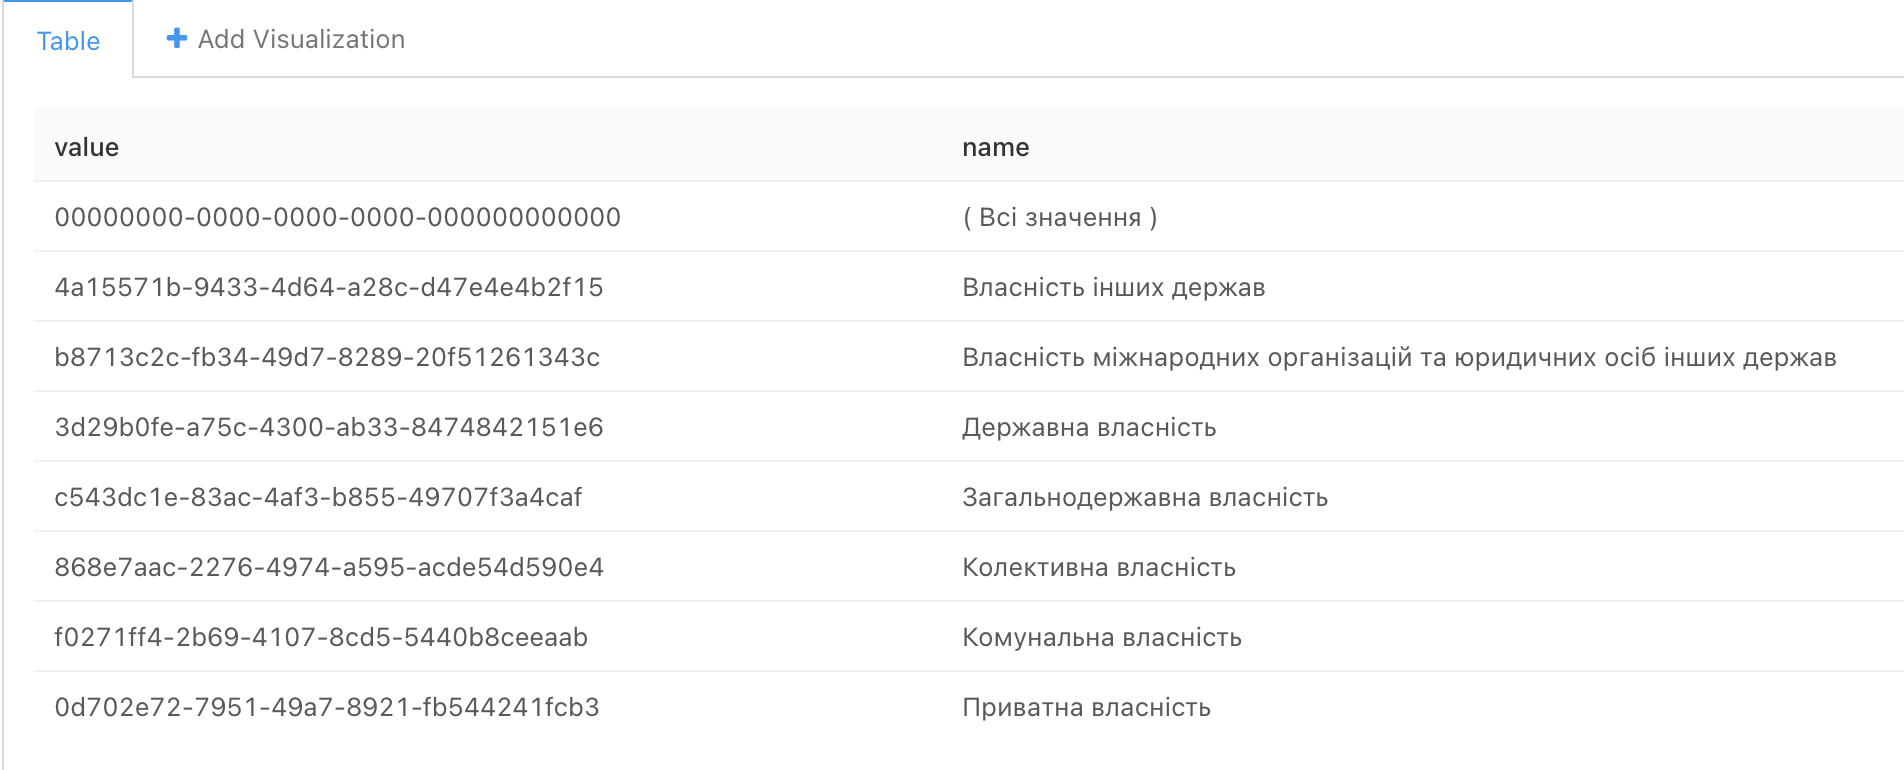 Table
Add Visualization
value name
00000000-0000-0000-0000-000000000000 ( Всі значення )
4a15571b-9433-4d64-a28c-d47e4e4b2f15 Власність інших держав
b8713c2c-fb34-49d7-8289-20f51261343c Власність міжнародних організацій та юридичних осіб інших держав
3d29b0fe-a75c-4300-ab33-8474842151e6 Державна власність
c543dc1e-83ac-4af3-b855-49707f3a4caf Загальнодержавна власність
868e7aac-2276-4974-a595-acde54d590e4 Колективна власність
f0271ff4-2b69-4107-8cd5-5440b8ceeaab Комунальна власність
0d702e72-7951-49a7-8921-fb544241fcb3 Приватна власність